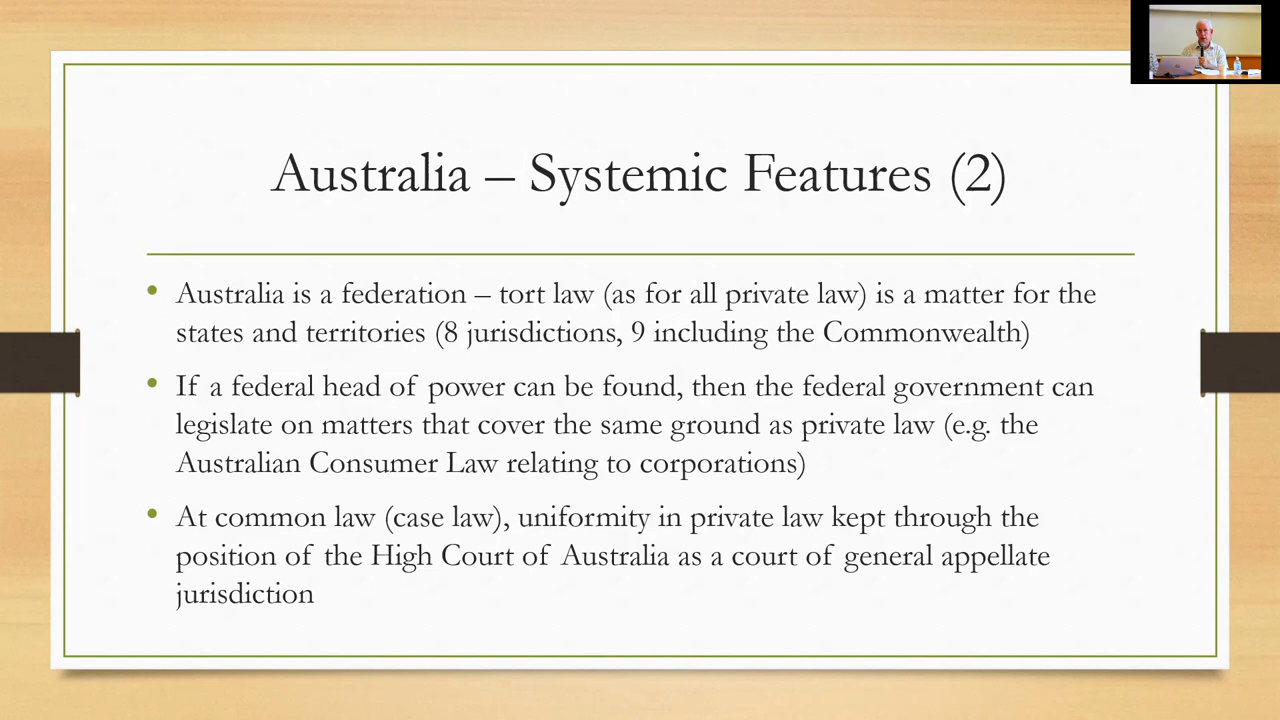 Australia – Systemic Features (2)
• Australia is a federation – tort law (as for all private law) is a matter for the
states and territories (8 jurisdictions, 9 including the Commonwealth)
• If a federal head of power can be found, then the federal government can
legislate on matters that cover the same ground as private law (e.g. the
Australian Consumer Law relating to corporations)
• At common law (case law), uniformity in private law kept through the
position of the High Court of Australia as a court of general appellate
jurisdiction